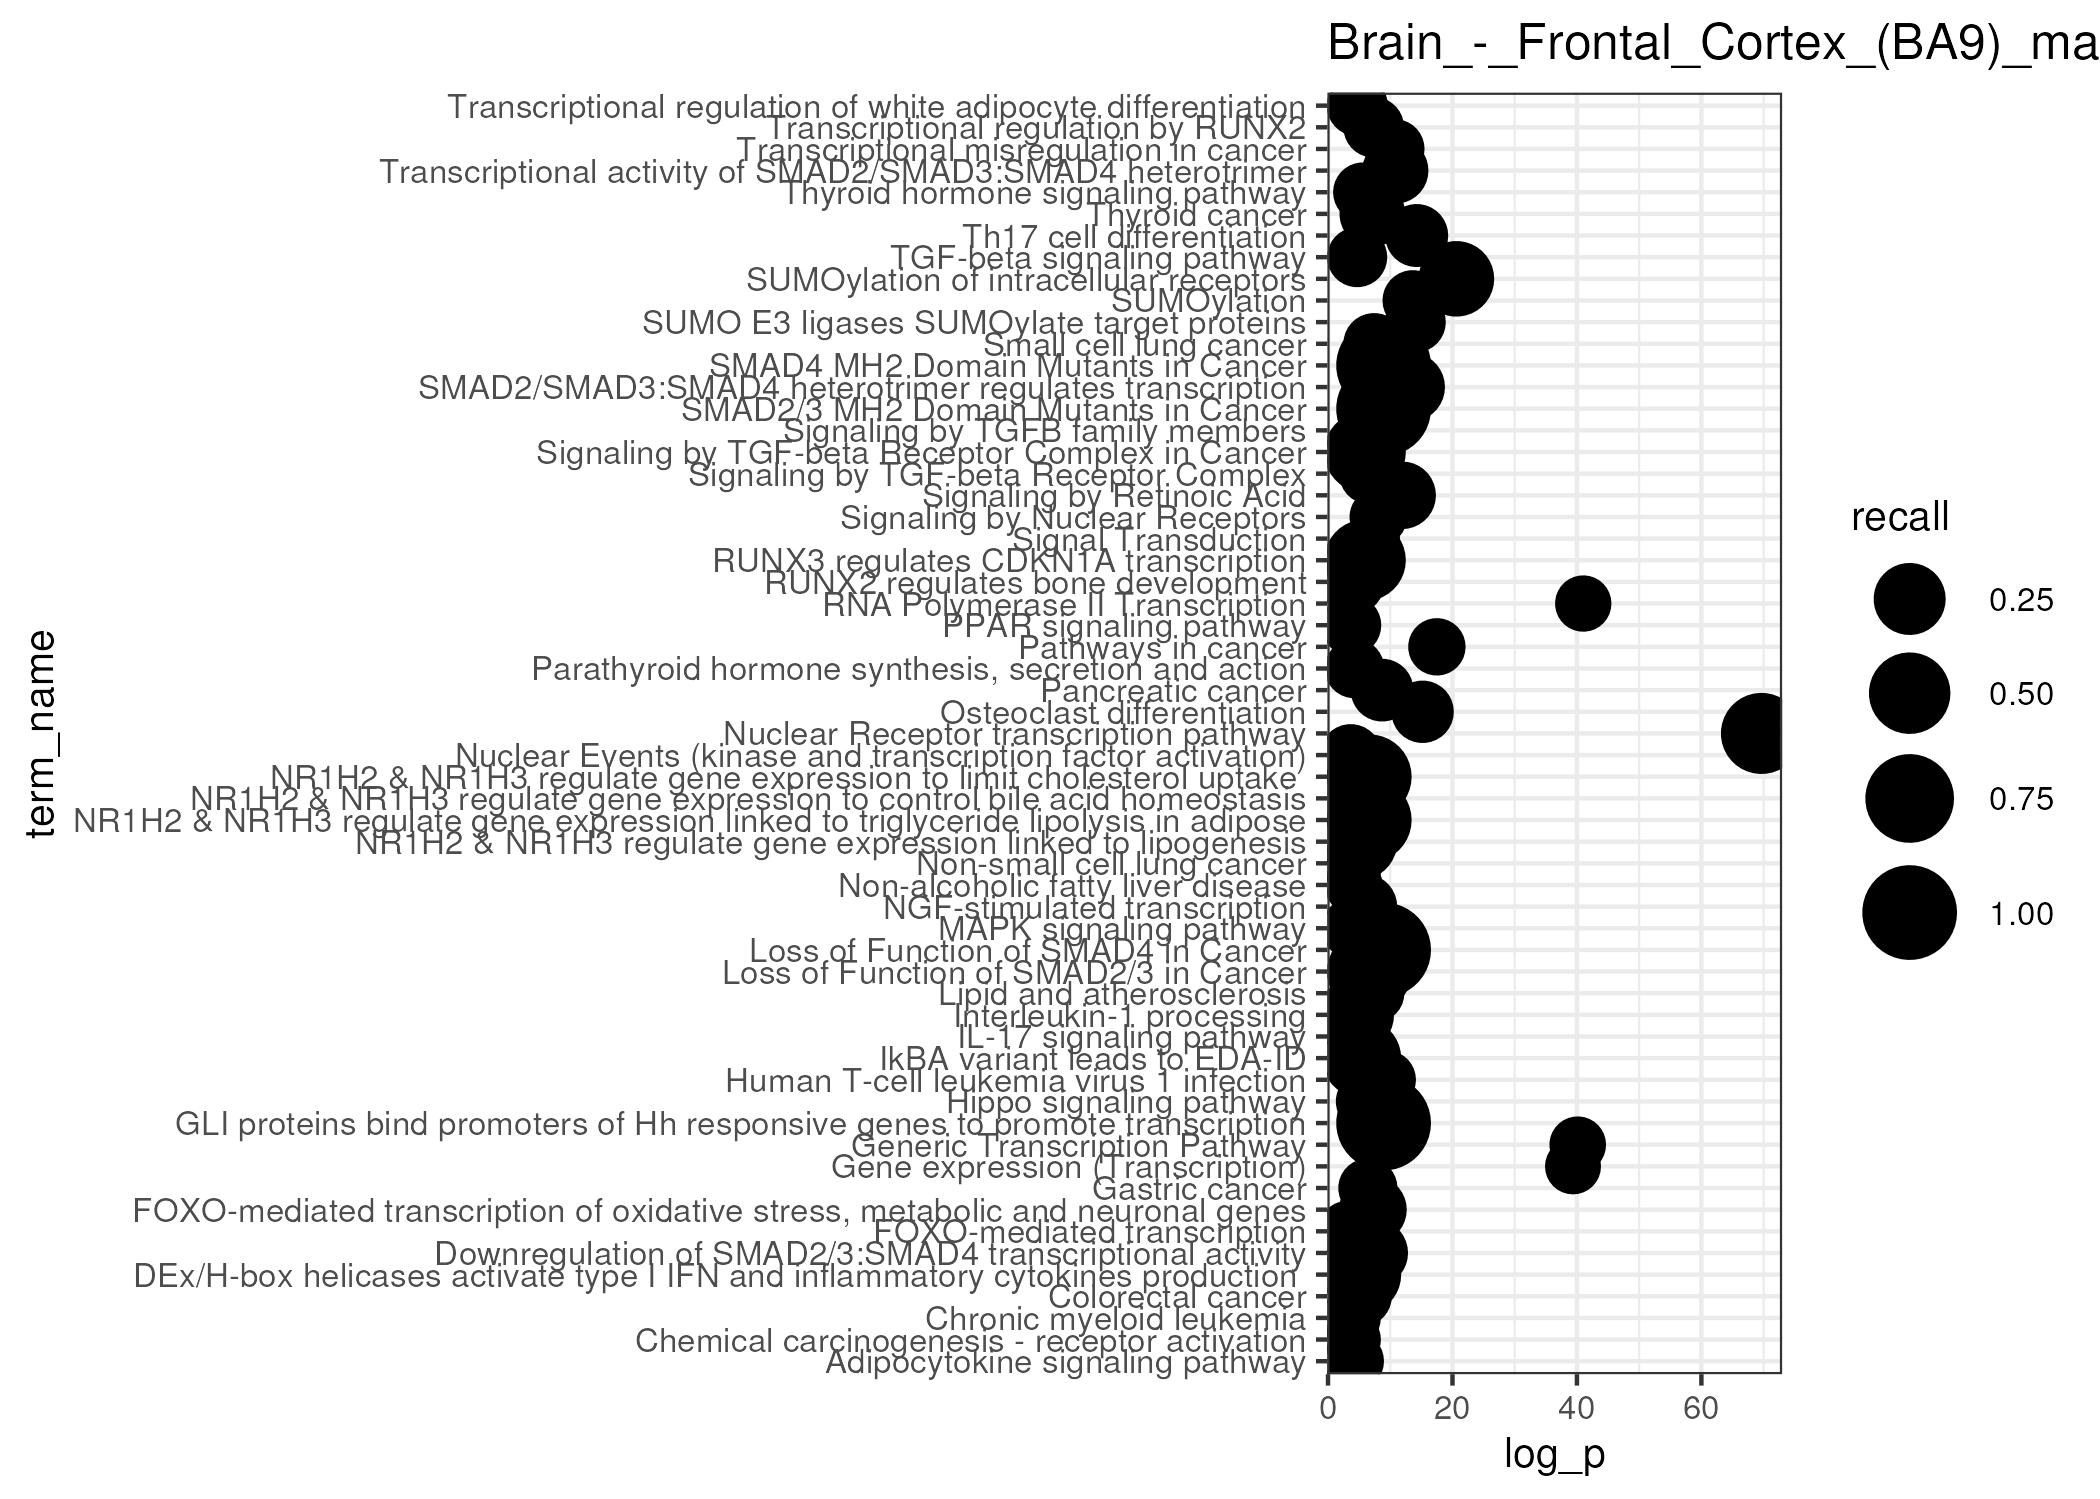 Brain_-_Frontal_Cortex_(BA9)_ma
Transcriptional regulation of white adipocyte differentiation
Transcriptional regulation by RUNX2
Transcriptional misregulation in cancer
Transcriptional activity of SMAD2/SMAD3:SMAD4 heterotrimer
Thyroid hormone signaling pathway
Thyroid cancer
Th17 cell differentiation
TGF-beta signaling pathway
SUMOylation of intracellular receptors
SUMOylation
SUMO E3 ligases SUMOylate target proteins
Small cell lung cancer
SMAD4 MH2 Domain Mutants in Cancer
SMAD2/SMAD3:SMAD4 heterotrimer regulates transcription
SMAD2/3 MH2 Domain Mutants in Cancer
Signaling by TGFB family members
Signaling by TGF-beta Receptor Complex in Cancer
Signaling by TGF-beta Receptor Complex
Signaling by Retinoic Acid
Signaling by Nuclear Receptors
Signal Transduction
RUNX3 regulates CDKN1A transcription
RUNX2 regulates bone development
RNA Polymerase II Transcription
PPAR signaling pathway
Pathways in cancer
Parathyroid hormone synthesis, secretion and action
Pancreatic cancer
Osteoclast differentiation
Nuclear Receptor transcription pathway
Nuclear Events (kinase and transcription factor activation)
NR1H2 & NR1H3 regulate gene expression to limit cholesterol uptake
NR1H2 & NR1H3 regulate gene expression to control bile acid homeostasis
NR1H2 & NR1H3 regulate gene expression linked to triglyceride lipolysis in adipose
NR1H2 & NR1H3 regulate gene expression linked to lipogenesis
Non-small cell lung cancer
Non-alcoholic fatty liver disease
NGF-stimulated transcription
MAPK signaling pathway
Loss of Function of SMAD4 in Cancer
Loss of Function of SMAD2/3 in Cancer
Lipid and atherosclerosis
Interleukin-1 processing
IL-17 signaling pathway
IkBA variant leads to EDA-ID
Human T-cell leukemia virus 1 infection
Hippo signaling pathway
GLI proteins bind promoters of Hh responsive genes to promote transcription
Generic Transcription Pathway
Gene expression (Transcription)
Gastric cancer
FOXO-mediated transcription of oxidative stress, metabolic and neuronal genes
FOXO-mediated transcription
Downregulation of SMAD2/3:SMAD4 transcriptional activity
DEx/H-box helicases activate type I IFN and inflammatory cytokines production
Colorectal cancer
Chronic myeloid leukemia
Chemical carcinogenesis - receptor activation
Adipocytokine signaling pathway
term_name
0 20 40 60
log_p
recall
0.25
0.50
0.75
1.00